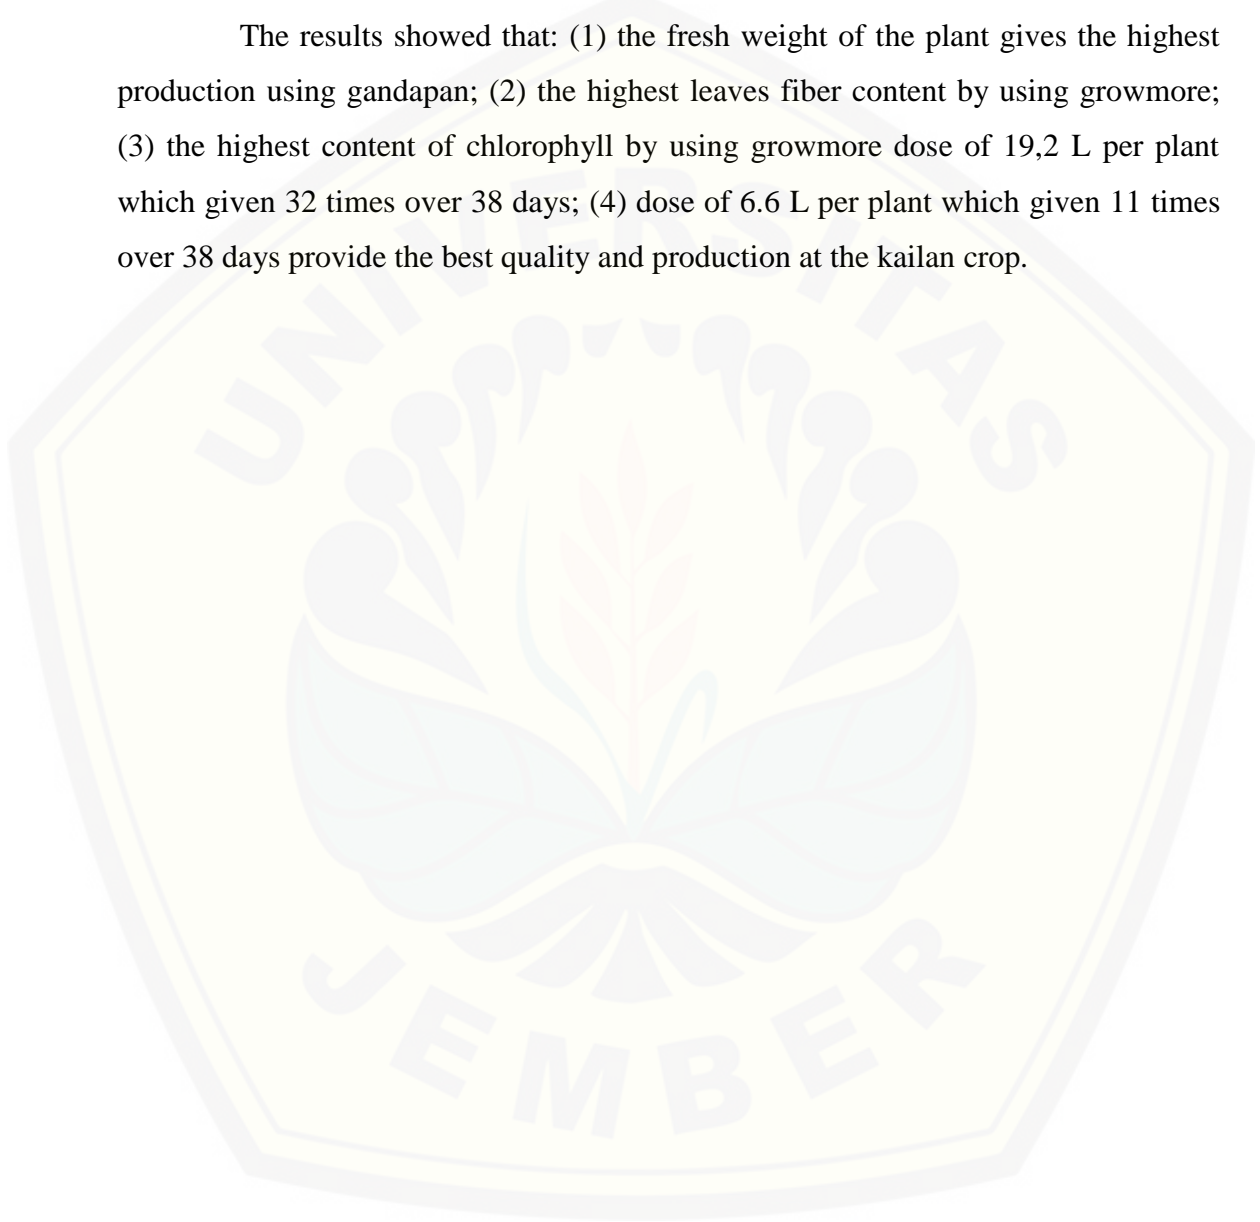 The results showed that: (1) the fresh weight of the plant gives the highest
production using gandapan; (2) the highest leaves fiber content by using growmore;
(3) the highest content of chlorophyll by using growmore dose of 19,2 L per plant
which given 32 times over 38 days; (4) dose of 6.6 L per plant which given 11 times
over 38 days provide the best quality and production at the kailan crop.
UNIVERSITAS
JEMBER